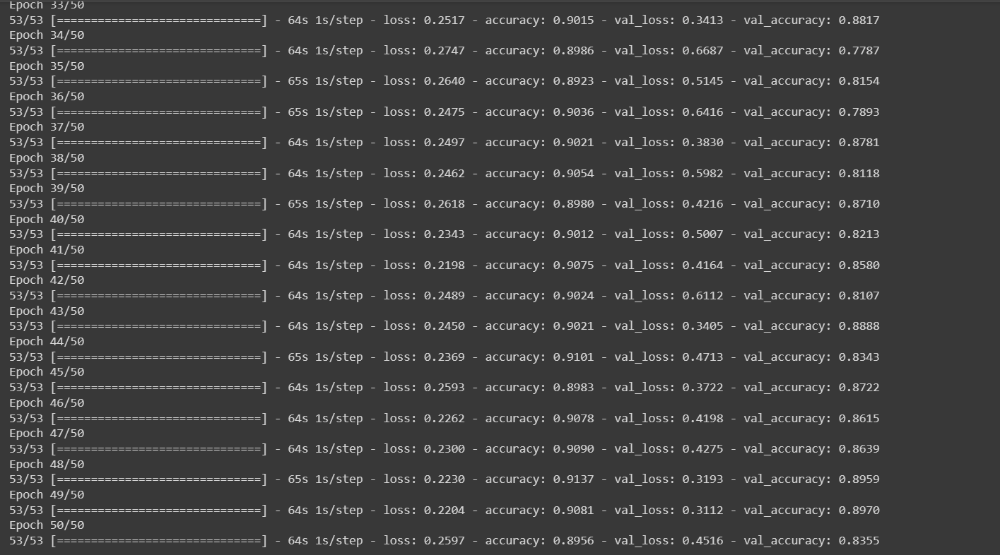 Epoch 33/50
53/53 [==============================] - 64s 1s/step - loss: 0.2517 - accuracy: 0.9015 - val_loss: 0.3413 - val_accuracy: 0.8817
Epoch 34/50
53/53 [==============================] - 64s 1s/step - loss: 0.2747 - accuracy: 0.8986 - val_loss: 0.6687 - val_accuracy: 0.7787
Epoch 35/50
53/53 [==============================] - 65s 1s/step - loss: 0.2640 - accuracy: 0.8923 - val_loss: 0.5145 - val_accuracy: 0.8154
Epoch 36/50
53/53 [==============================] - 65s 1s/step - loss: 0.2475 - accuracy: 0.9036 - val_loss: 0.6416 - val_accuracy: 0.7893
Epoch 37/50
53/53 [==============================] - 64s 1s/step - loss: 0.2497 - accuracy: 0.9021 - val_loss: 0.3830 - val_accuracy: 0.8781
Epoch 38/50
53/53 [==============================] - 64s 1s/step - loss: 0.2462 - accuracy: 0.9054 - val_loss: 0.5982 - val_accuracy: 0.8118
Epoch 39/50
53/53 [==============================] - 65s 1s/step - loss: 0.2618 - accuracy: 0.8980 - val_loss: 0.4216 - val_accuracy: 0.8710
Epoch 40/50
53/53 [==============================] - 64s 1s/step - loss: 0.2343 - accuracy: 0.9012 - val_loss: 0.5007 - val_accuracy: 0.8213
Epoch 41/50
53/53 [==============================] - 64s 1s/step - loss: 0.2198 - accuracy: 0.9075 - val_loss: 0.4164 - val_accuracy: 0.8580
Epoch 42/50
53/53 [==============================] - 64s 1s/step - loss: 0.2489 - accuracy: 0.9024 - val_loss: 0.6112 - val_accuracy: 0.8107
Epoch 43/50
53/53 [==============================] - 64s 1s/step - loss: 0.2450 - accuracy: 0.9021 - val_loss: 0.3405 - val_accuracy: 0.8888
Epoch 44/50
53/53 [==============================] - 65s 1s/step - loss: 0.2369 - accuracy: 0.9101 - val_loss: 0.4713 - val_accuracy: 0.8343
Epoch 45/50
53/53 [==============================] - 64s 1s/step - loss: 0.2593 - accuracy: 0.8983 - val_loss: 0.3722 - val_accuracy: 0.8722
Epoch 46/50
53/53 [==============================] - 64s 1s/step - loss: 0.2262 - accuracy: 0.9078 - val_loss: 0.4198 - val_accuracy: 0.8615
Epoch 47/50
53/53 [==============================] - 64s 1s/step - loss: 0.2300 - accuracy: 0.9090 - val_loss: 0.4275 - val_accuracy: 0.8639
Epoch 48/50
53/53 [==============================] - 65s 1s/step - loss: 0.2230 - accuracy: 0.9137 - val_loss: 0.3193 - val_accuracy: 0.8959
Epoch 49/50
53/53 [==============================] - 64s 1s/step - loss: 0.2204 - accuracy: 0.9081 - val_loss: 0.3112 - val_accuracy: 0.8970
Epoch 50/50
53/53 [==============================] - 64s 1s/step - loss: 0.2597 - accuracy: 0.8956 - val_loss: 0.4516 - val_accuracy: 0.8355